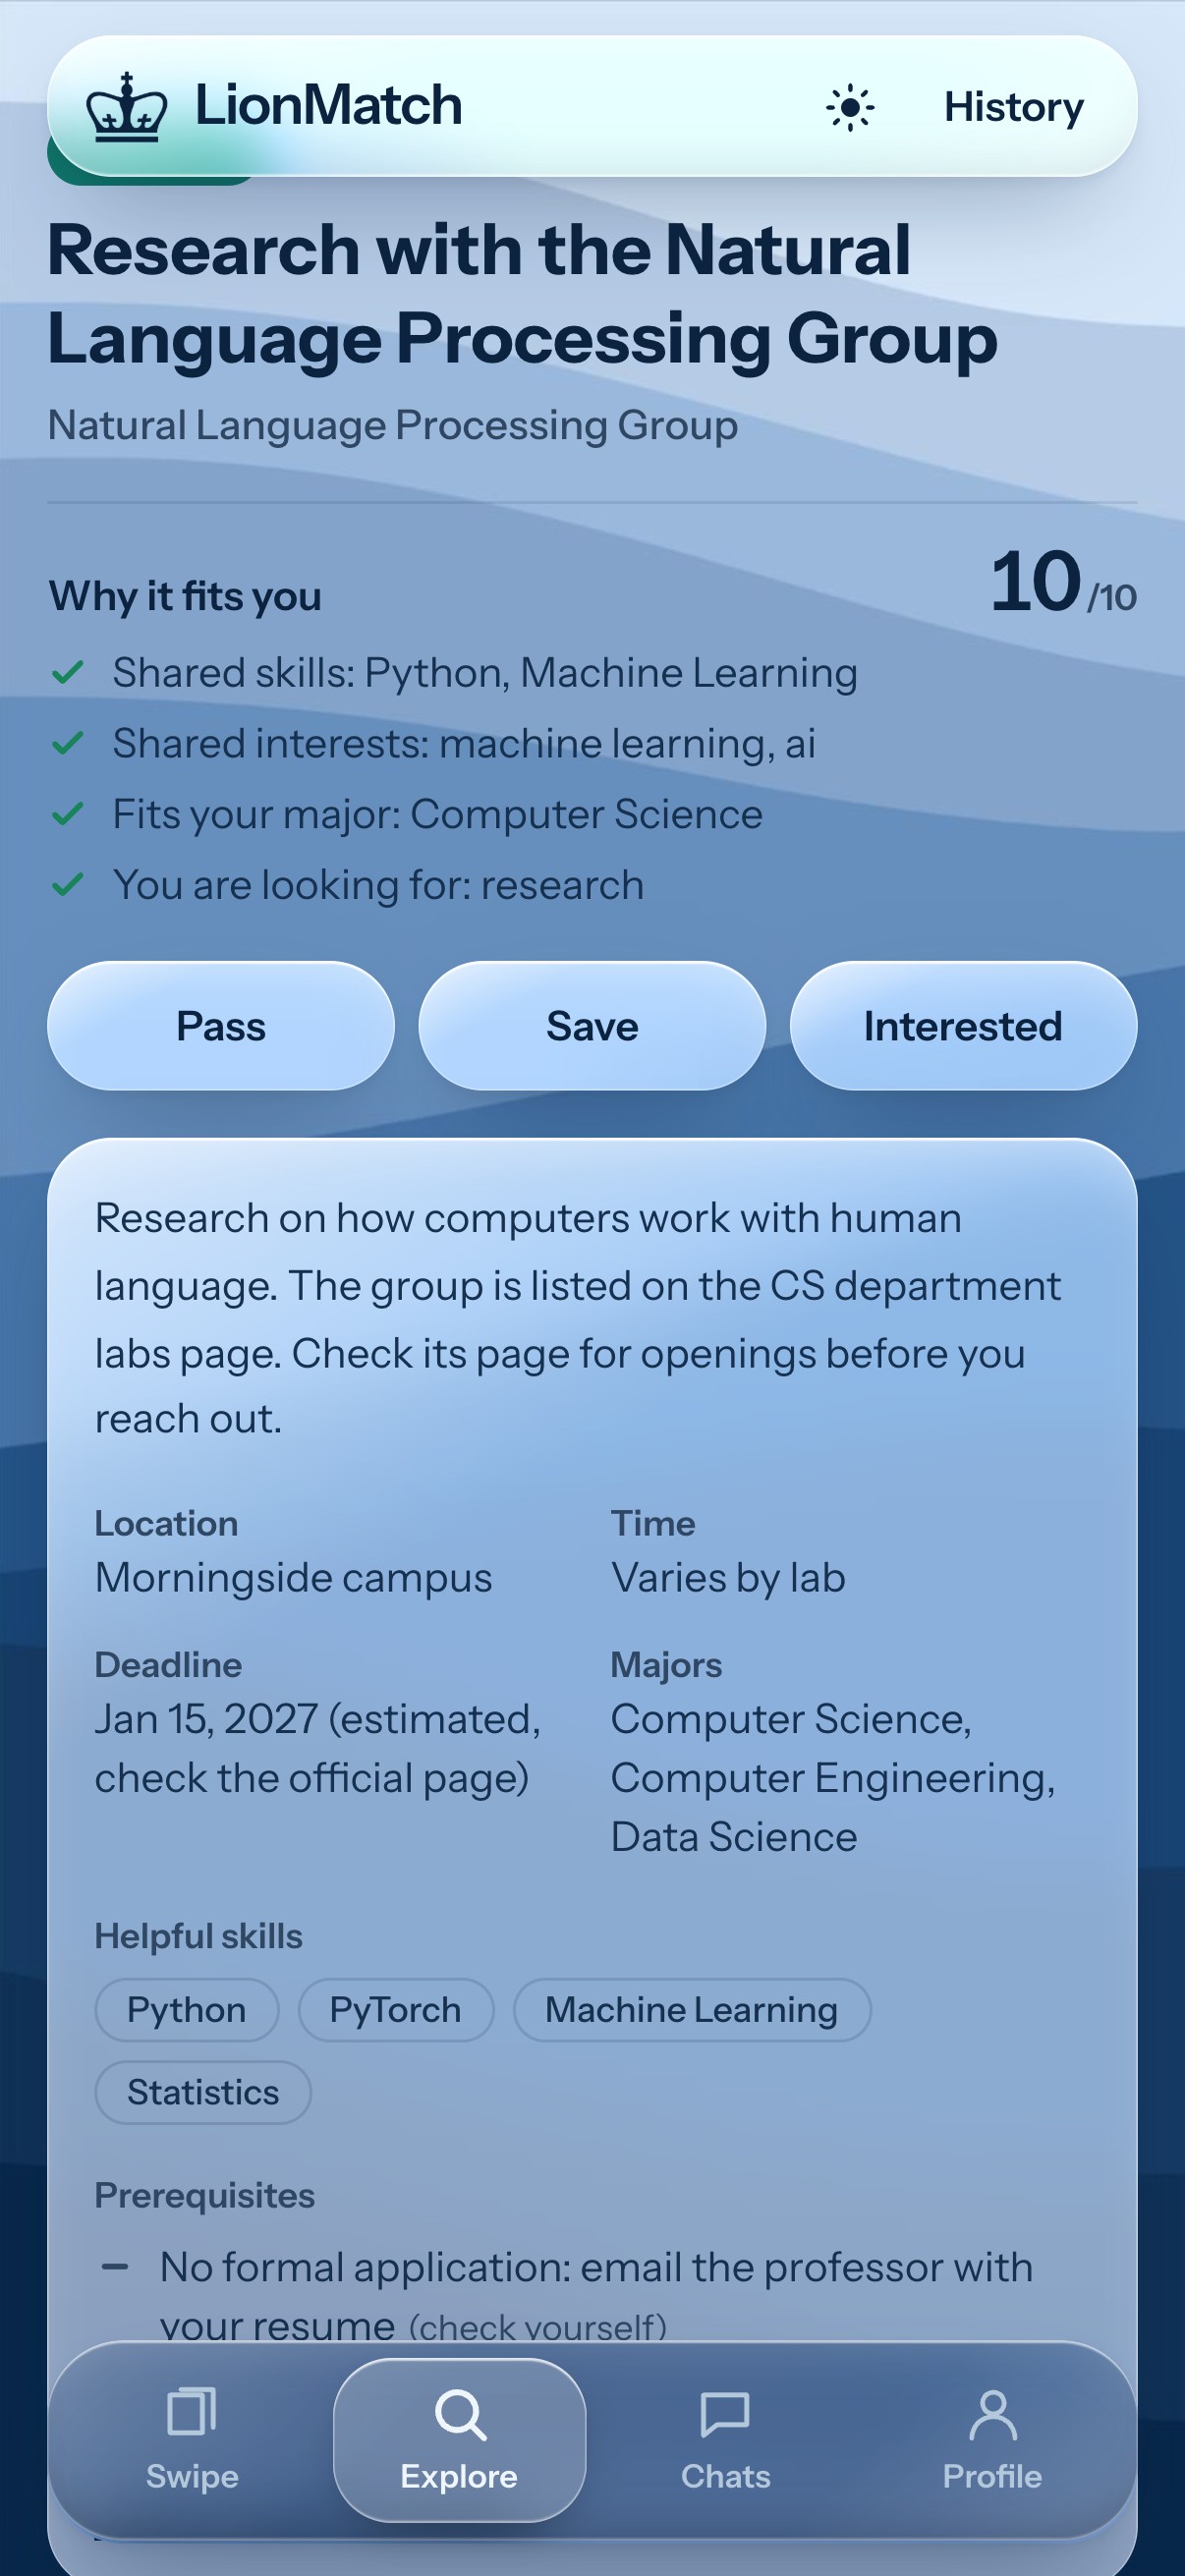 LionMatch
History
Research with the Natural
Language Processing Group
Natural Language Processing Group
Why it fits you
10/10
Shared skills: Python, Machine Learning
Shared interests: machine learning, ai
Fits your major: Computer Science
You are looking for: research
Pass
Save
Interested
Research on how computers work with human
language. The group is listed on the CS department
labs page. Check its page for openings before you
reach out.
Location
Morningside campus
Time
Varies by lab
Deadline
Jan 15, 2027 (estimated,
check the official page)
Majors
Computer Science,
Computer Engineering,
Data Science
Helpful skills
Python
PyTorch
Machine Learning
Statistics
Prerequisites
No formal application: email the professor with
your resume (check yourself)
Swipe
Explore
Chats
Profile